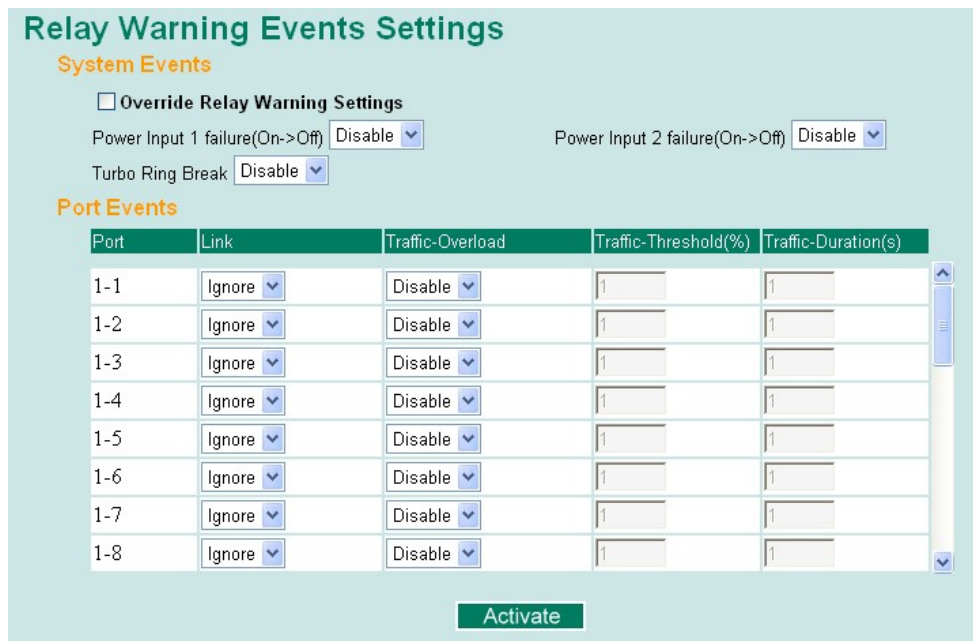 Relay Warning Events Settings
System Events
Override Relay Warning Settings
Power Input 1 failure(On->Off) Disable Power Input 2 failure(On->Off) Disable
Turbo Ring Break Disable
Port Events
Port Link Traffic-Overload Traffic-Threshold(%) Traffic-Duration(s)
1-1 Ignore Disable 1 1
1-2 Ignore Disable 1 1
1-3 Ignore Disable 1 1
1-4 Ignore Disable 1 1
1-5 Ignore Disable 1 1
1-6 Ignore Disable 1 1
1-7 Ignore Disable 1 1
1-8 Ignore Disable 1 1
Activate